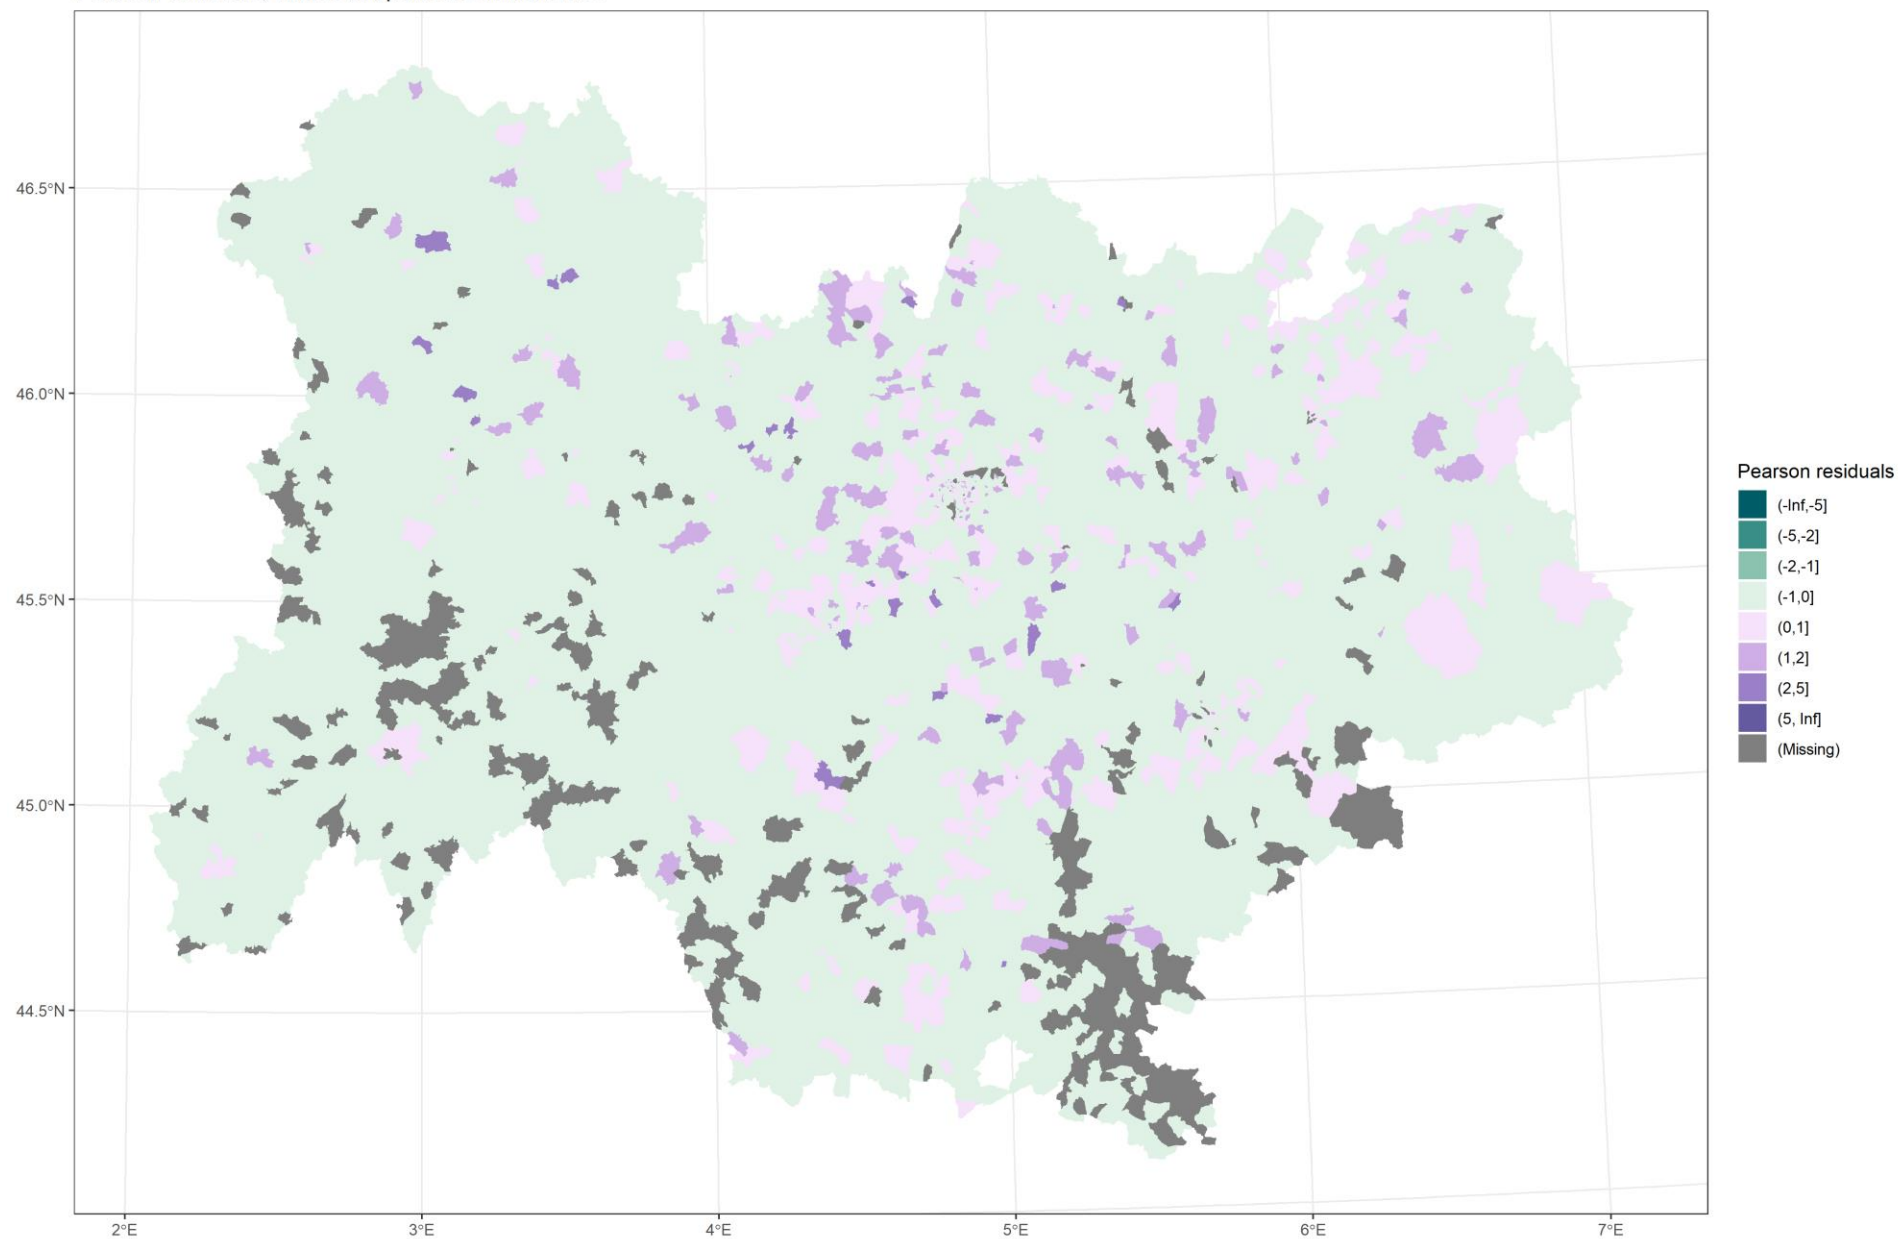 46.5°N
46.0°N
45.5°N
45.0°N
44.5°N
2°E
3°E
4°E
5°E
6°E
7°E
Pearson residuals
(-Inf,-5]
(-5,-2]
(-2,-1]
(-1,0]
(0,1]
(1,2]
(2,5]
(5, Inf]
(Missing)